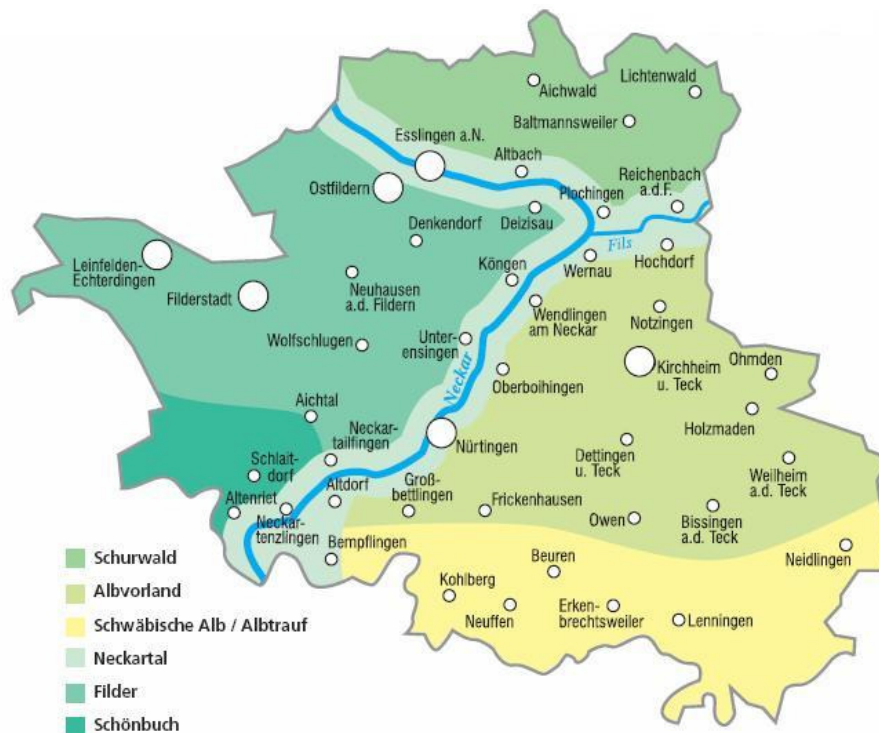 Lichtenwald
Aichwald
Baltmannsweiler
Esslingen a.N.
Altbach
Reichenbach
a.d.F.
Ostfildern
Plochingen
Deizisau
Denkendorf
Fils
Hochdorf
Leinfelden-
Echterdingen
Köngen
Wernau
Filderstadt
Neuhausen
a.d. Fildern
Wendlingen
am Neckar
Notzingen
Wolfschlugen
Unter-
ensingen
Neckar
Oberboihingen
Kirchheim
u. Teck
Ohmden
Aichtal
Holzmaden
Neckar-
tailfingen
Nürtingen
Dettingen
u. Teck
Schlait-
dorf
Weilheim
a.d. Teck
Altenriet
Altdorf
Groß-
bettlingen
Frickenhausen
Neckar-
tenzlingen
Owen
Bissingen
a.d. Teck
Bempflingen
Beuren
Neidlingen
Kohlberg
Neuffen
Erken-
brechtsweiler
Lenningen
Schurwald
Albvorland
Schwäbische Alb / Albtrauf
Neckartal
Filder
Schönbuch